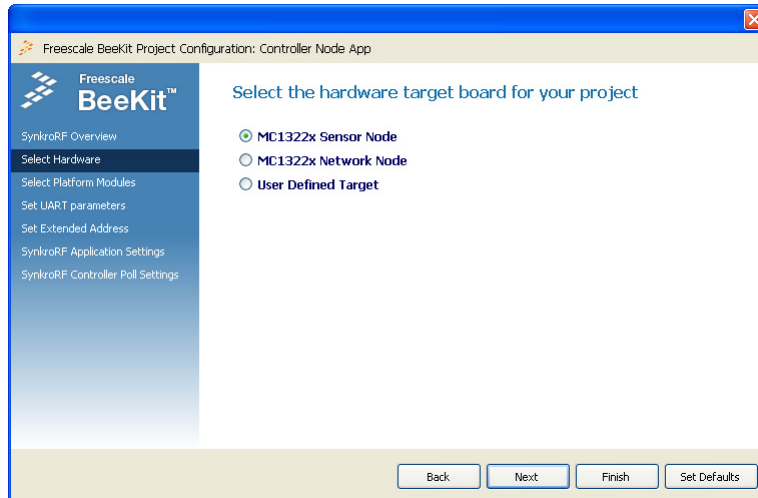 Freescale BeeKit Project Configuration: Controller Node App
Freescale
BeeKit™
SynkroRF Overview
Select Hardware
Select Platform Modules
Set UART parameters
Set Extended Address
SynkroRF Application Settings
SynkroRF Controller Poll Settings
Select the hardware target board for your project
MC1322x Sensor Node
MC1322x Network Node
User Defined Target
Back
Next
Finish
Set Defaults